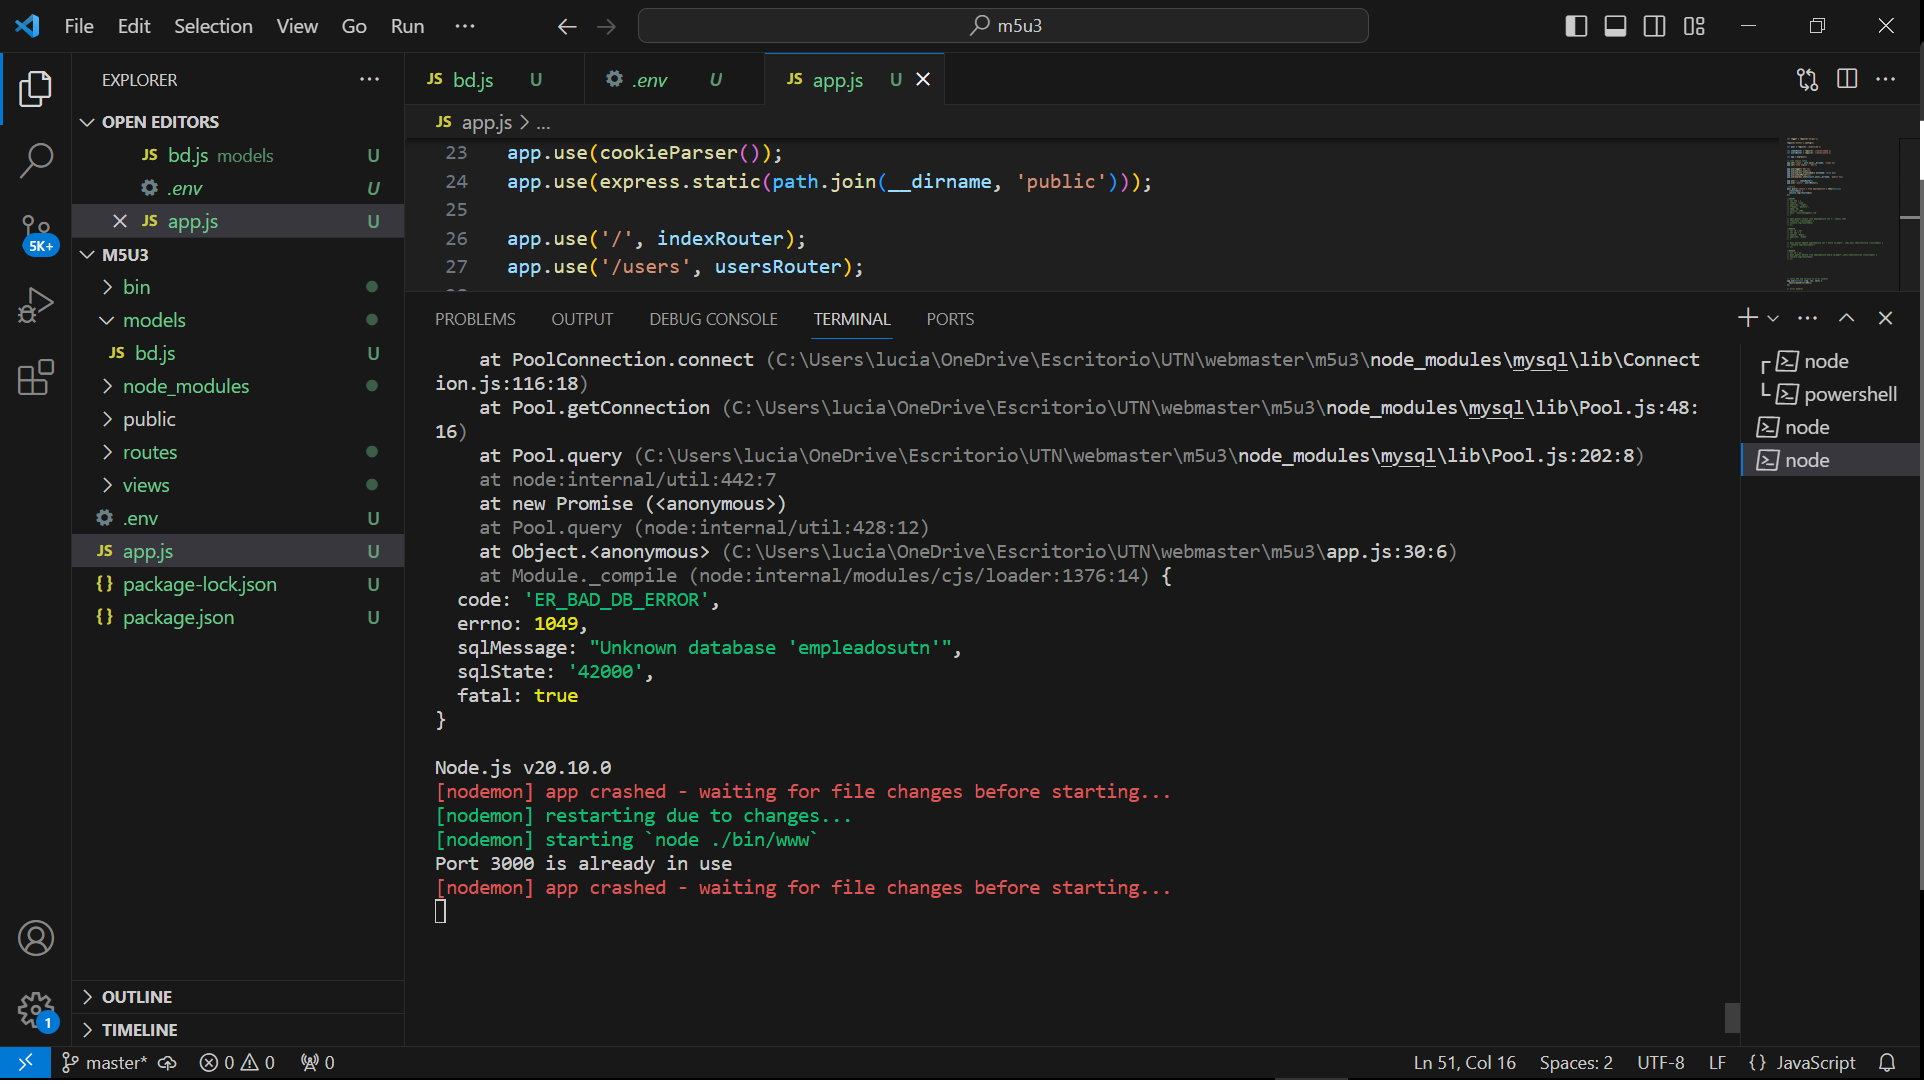 File Edit Selection View Go Run ...
m5u3
EXPLORER ...
OPEN EDITORS
JS bd.js models U
.env U
JS app.js U
M5U3
bin
models
JS bd.js U
node_modules
public
routes
views
.env U
JS app.js U
{} package-lock.json U
{} package.json U
OUTLINE
TIMELINE
5K+
1
JS bd.js U
.env U
JS app.js U
JS app.js > ...
23 app.use(cookieParser());
24 app.use(express.static(path.join(__dirname, 'public')));
25
26 app.use('/', indexRouter);
27 app.use('/users', usersRouter);
PROBLEMS OUTPUT DEBUG CONSOLE TERMINAL PORTS
at PoolConnection.connect (C:\Users\lucia\OneDrive\Escritorio\UTN\webmaster\m5u3\node_modules\mysql\lib\Connect
ion.js:116:18)
at Pool.getConnection (C:\Users\lucia\OneDrive\Escritorio\UTN\webmaster\m5u3\node_modules\mysql\lib\Pool.js:48:
16)
at Pool.query (C:\Users\lucia\OneDrive\Escritorio\UTN\webmaster\m5u3\node_modules\mysql\lib\Pool.js:202:8)
at node:internal/util:442:7
at new Promise (<anonymous>)
at Pool.query (node:internal/util:428:12)
at Object.<anonymous> (C:\Users\lucia\OneDrive\Escritorio\UTN\webmaster\m5u3\app.js:30:6)
at Module._compile (node:internal/modules/cjs/loader:1376:14) {
code: 'ER_BAD_DB_ERROR',
errno: 1049,
sqlMessage: "Unknown database 'empleadosutn'",
sqlState: '42000',
fatal: true
}
Node.js v20.10.0
[nodemon] app crashed - waiting for file changes before starting...
[nodemon] restarting due to changes...
[nodemon] starting `node ./bin/www`
Port 3000 is already in use
[nodemon] app crashed - waiting for file changes before starting...
node
powershell
node
node
master* 0 0 0
Ln 51, Col 16 Spaces: 2 UTF-8 LF {} JavaScript